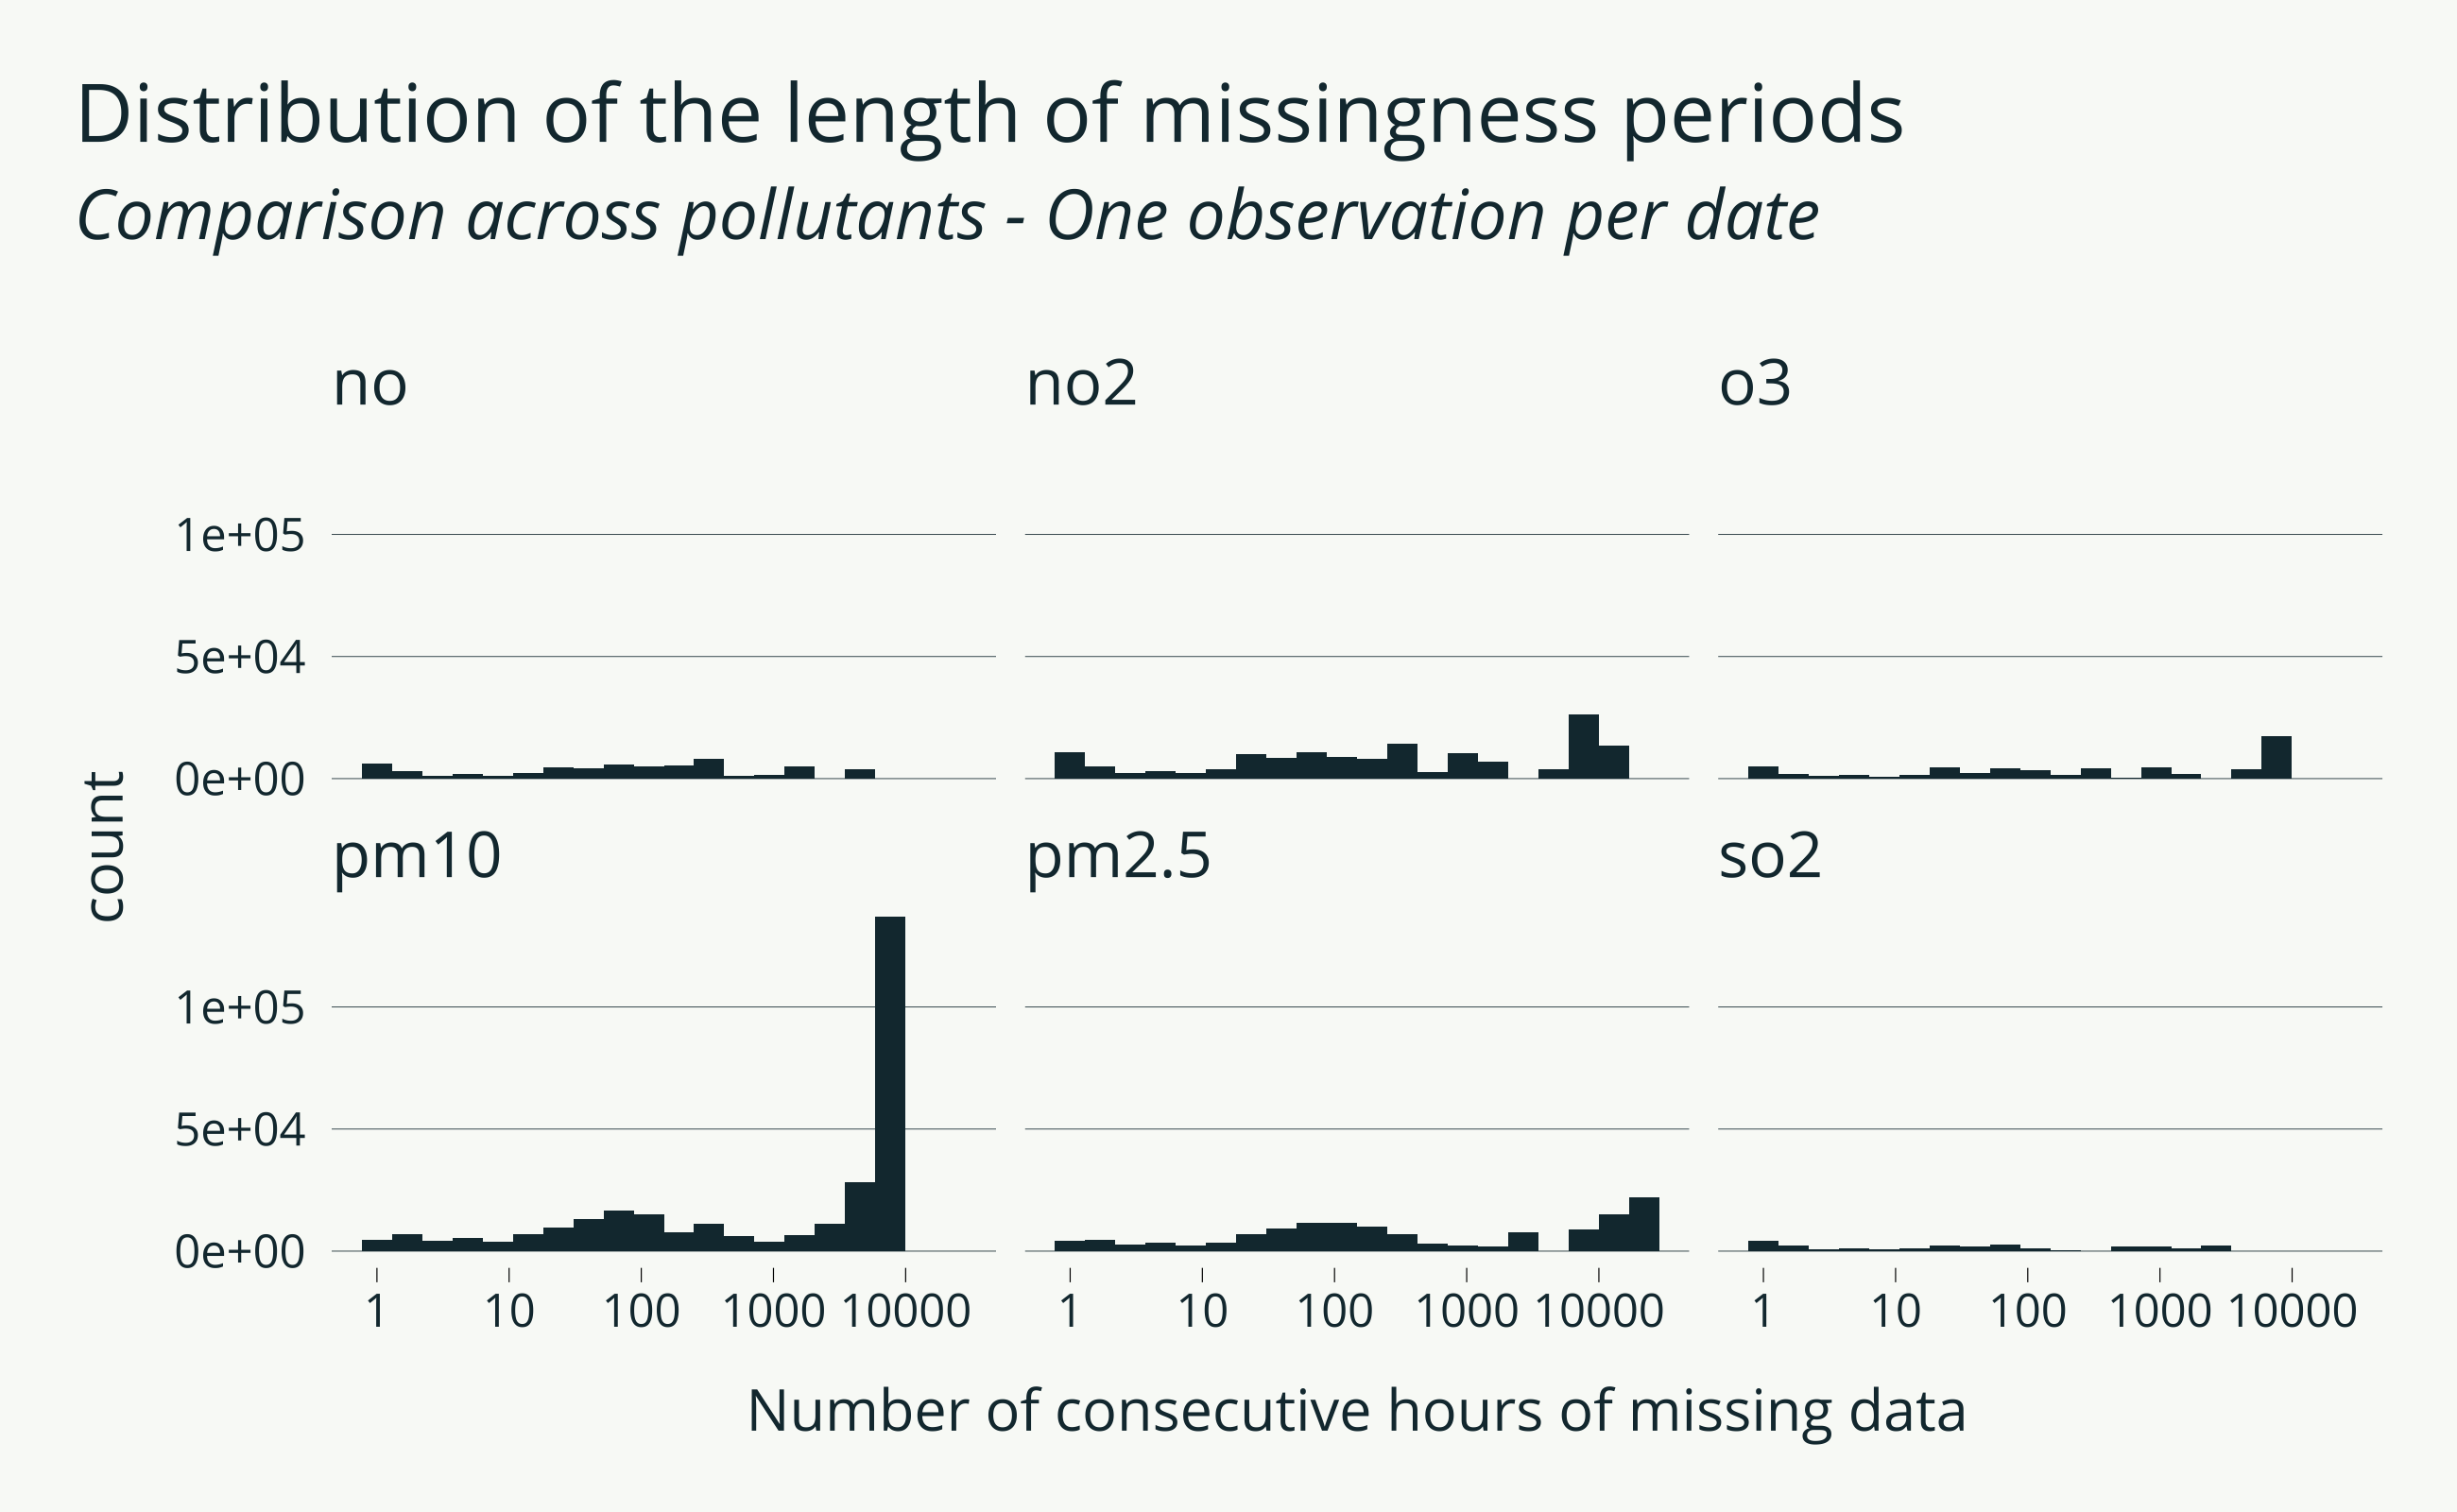 Distribution of the length of missingness periods
Comparison across pollutants - One observation per date
no
no2
o3
1e+05
5e+04
0e+00
count
pm10
pm2.5
so2
1e+05
5e+04
0e+00
1 10 100 1000 10000 1 10 100 1000 10000 1 10 100 1000 10000
Number of consecutive hours of missing data